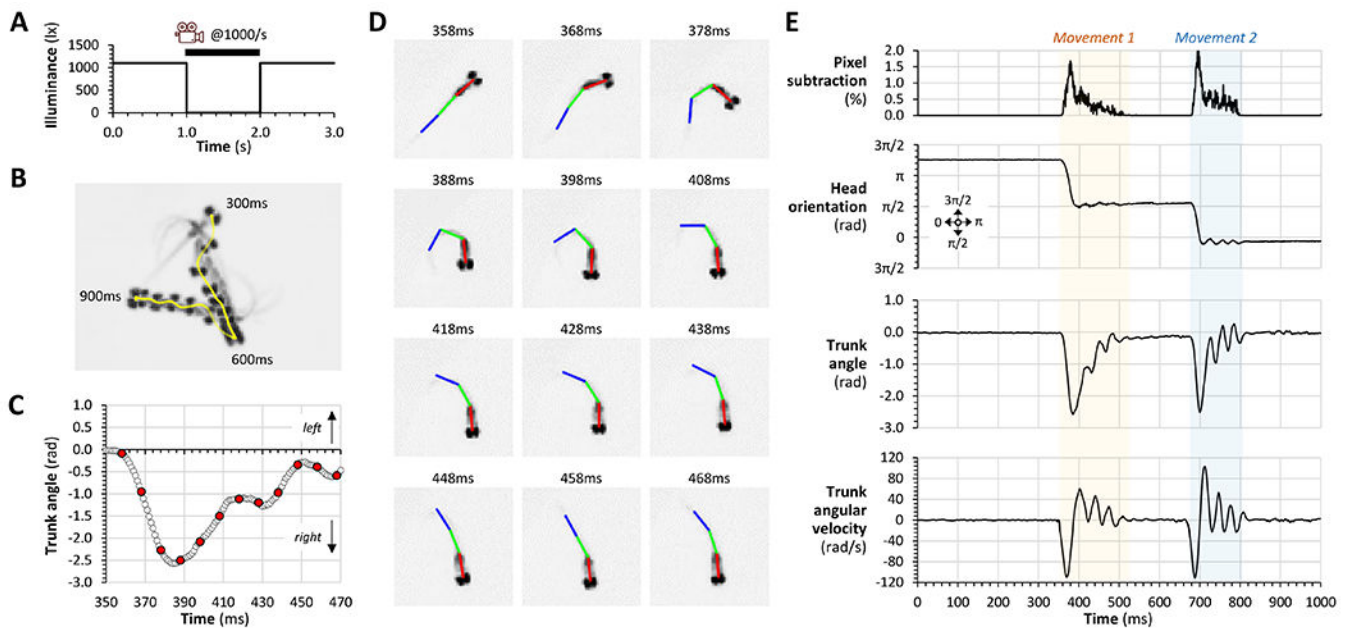 A
@1000/s
Illuminance (lx)
1500
1000
500
0
0.0 1.0 2.0 3.0
Time (s)
B
300ms
900ms
600ms
C
Trunk angle (rad)
1.0
0.5
0.0
-0.5
-1.0
-1.5
-2.0
-2.5
-3.0
left
right
350 390 430 470
Time (ms)
D
358ms 368ms 378ms
388ms 398ms 408ms
418ms 428ms 438ms
448ms 458ms 468ms
E
Movement 1 Movement 2
Pixel
subtraction
(%)
2.0
1.5
1.0
0.5
0.0
Head
orientation
(rad)
3π/2
π
π/2
0
3π/2
3π/2
0 π
π/2
Trunk
angle
(rad)
0.0
-1.0
-2.0
-3.0
Trunk
angular
velocity
(rad/s)
120
80
40
0
-40
-80
-120
0 100 200 300 400 500 600 700 800 900 1000
Time (ms)